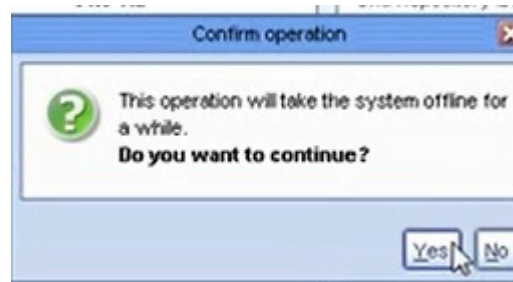 Confirm operation
This operation will take the system offline for
a while.
Do you want to continue?
Yes No